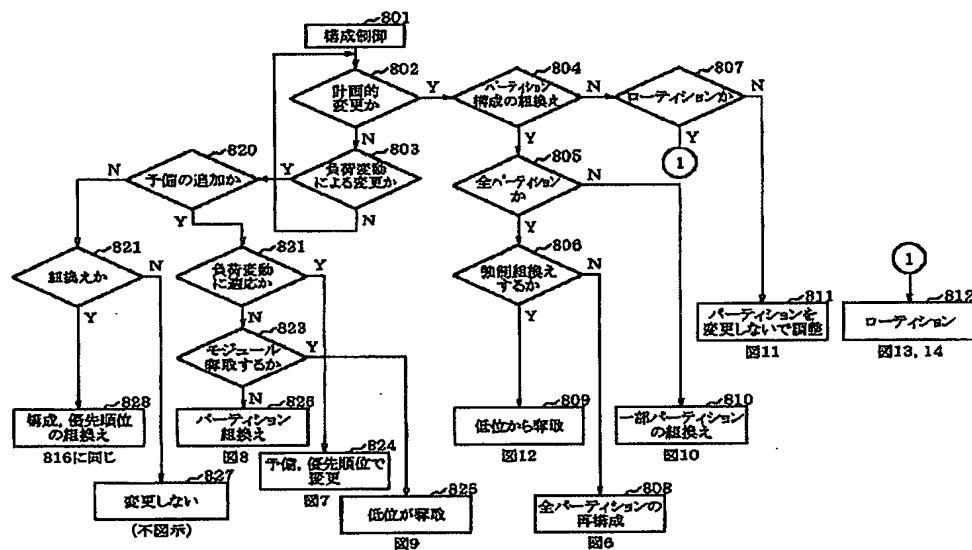 801
構成制御
802
計画的
変更か
Y
N
804
パーティション
構成の組換え
N
Y
807
ローティションか
N
Y
1
803
負荷変動
による変更か
Y
N
820
予備の追加か
N
Y
805
全パーティション
か
N
Y
821
組換えか
N
Y
821
負荷変動
に適応か
Y
N
806
強制組換え
するか
Y
1
823
モジュール
奪取するか
Y
N
811
パーティションを
変更しないで調整
図11
812
ローティション
図13, 14
828
構成, 優先順位
の組換え
816に同じ
826
パーティション
組換え
図8
809
低位から奪取
図12
810
一部パーティション
の組換え
図10
824
予備, 優先順位で
変更
図7
827
変更しない
(不図示)
825
低位が奪取
図9
808
全パーティションの
再構成
図6